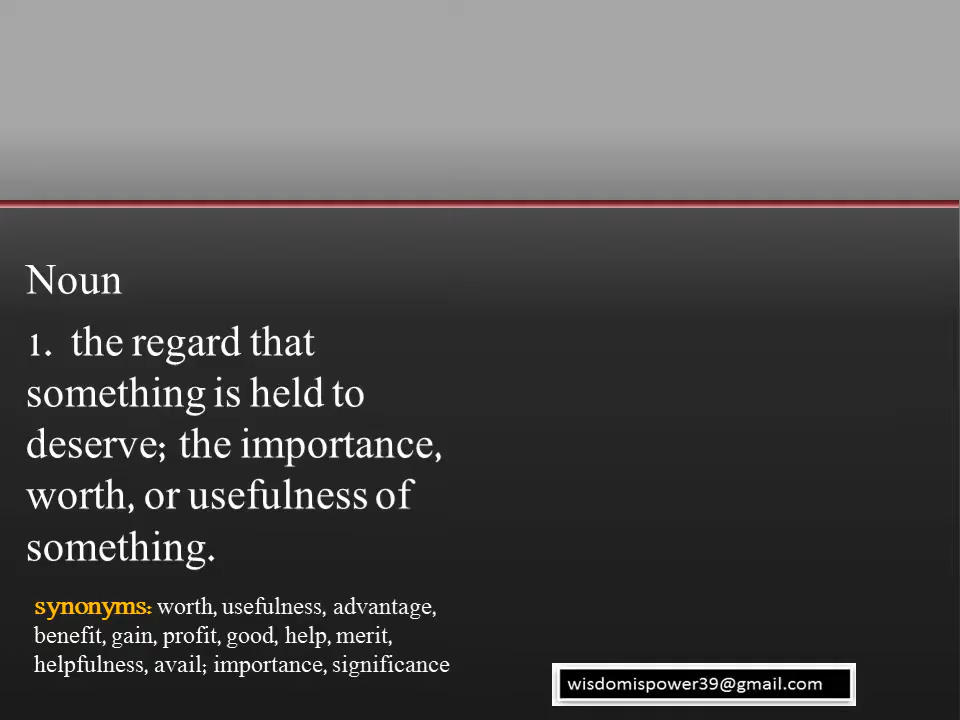 Noun
1. the regard that
something is held to
deserve; the importance,
worth, or usefulness of
something.
synonyms: worth, usefulness, advantage,
benefit, gain, profit, good, help, merit,
helpfulness, avail; importance, significance
wisdomispower39@gmail.com